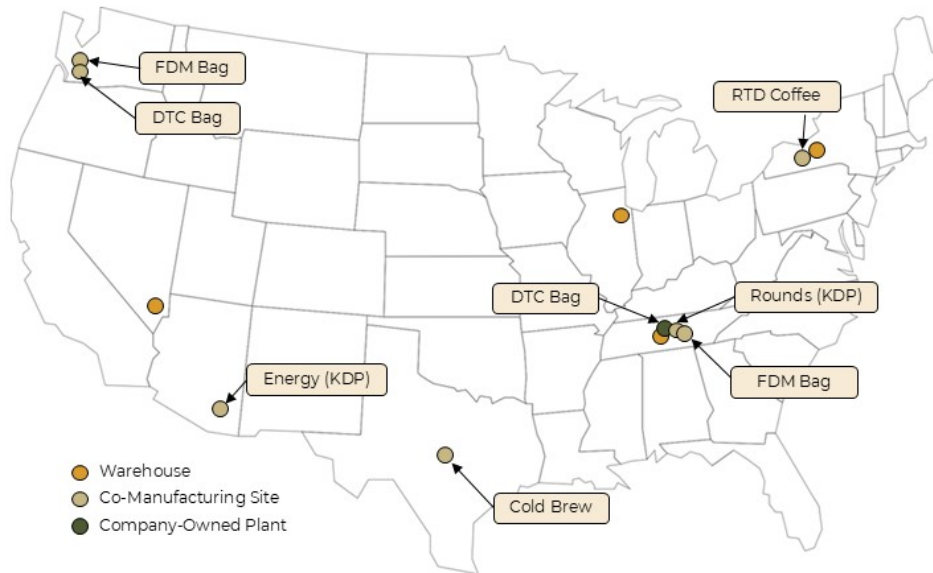 FDM Bag
DTC Bag
RTD Coffee
DTC Bag
Rounds (KDP)
Energy (KDP)
FDM Bag
Cold Brew
Warehouse
Co-Manufacturing Site
Company-Owned Plant